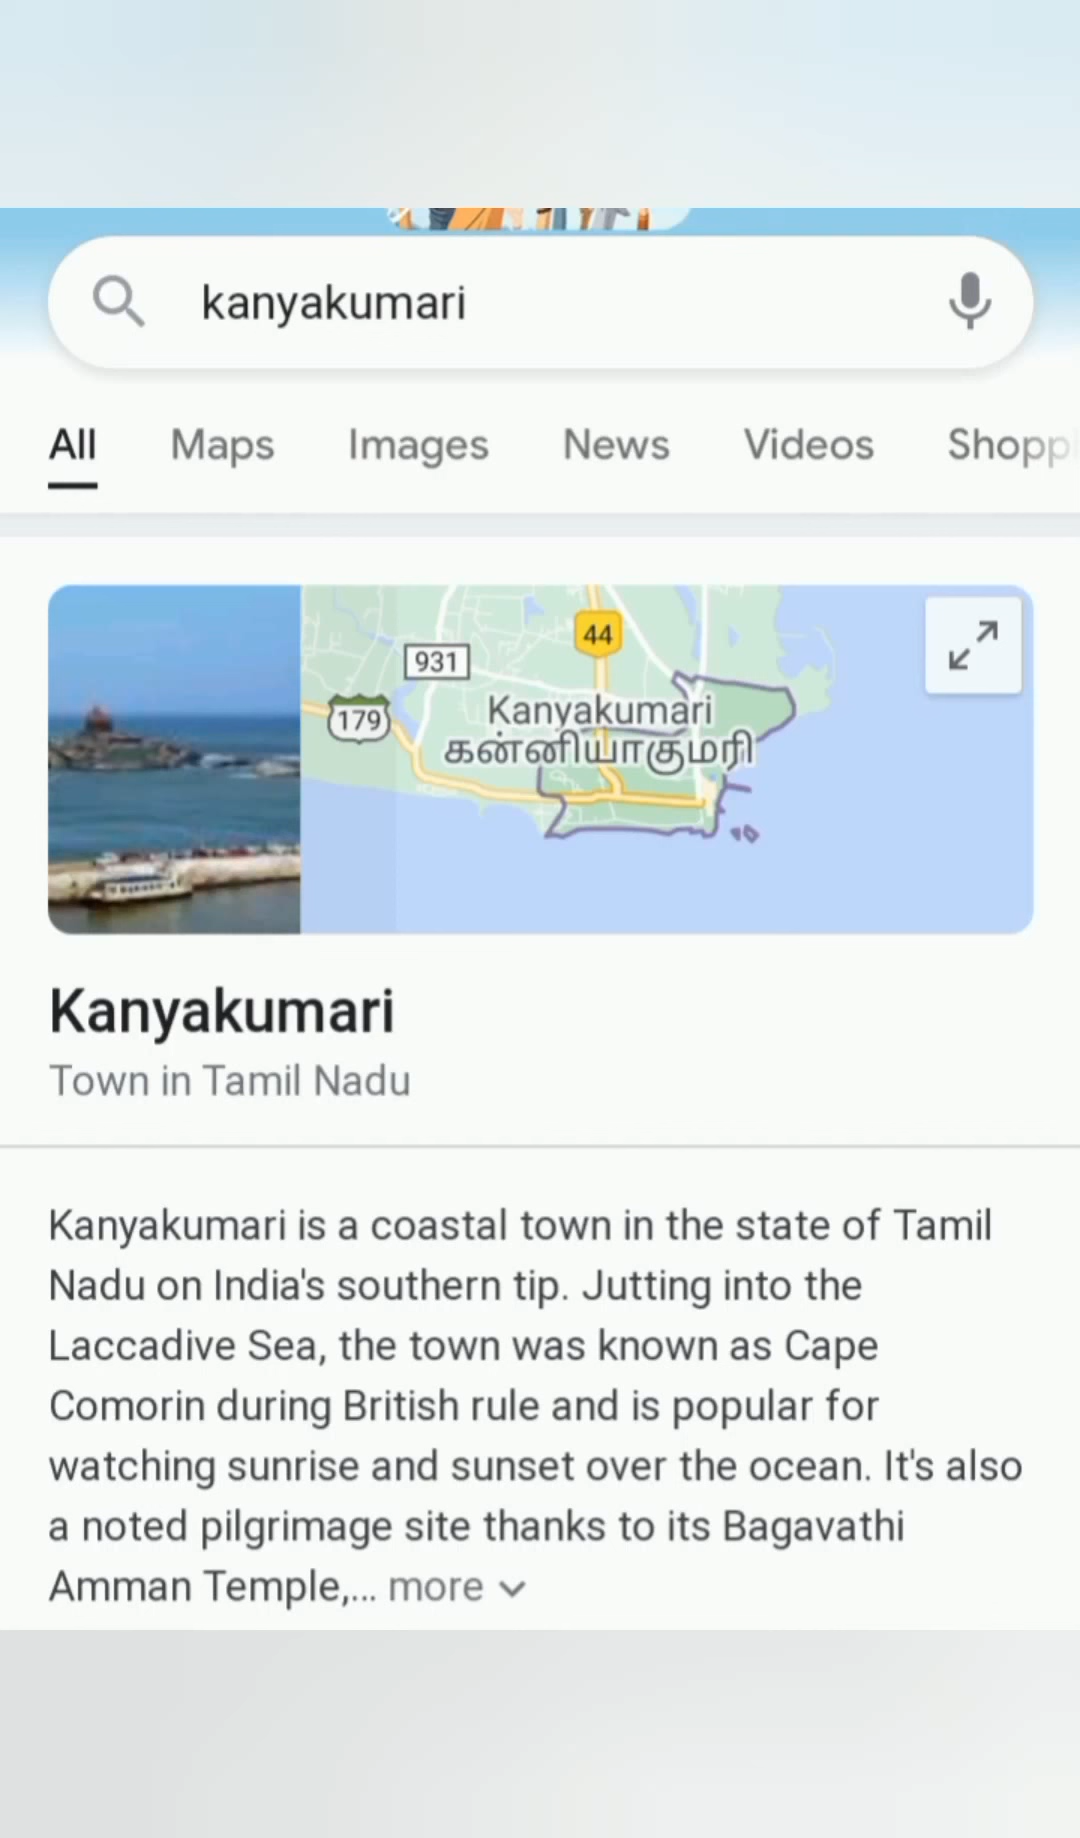 kanyakumari
All Maps Images News Videos Shopp
931
44
179
Kanyakumari
கன்னியாகுமரி
Kanyakumari
Town in Tamil Nadu
Kanyakumari is a coastal town in the state of Tamil
Nadu on India's southern tip. Jutting into the
Laccadive Sea, the town was known as Cape
Comorin during British rule and is popular for
watching sunrise and sunset over the ocean. It's also
a noted pilgrimage site thanks to its Bagavathi
Amman Temple,... more